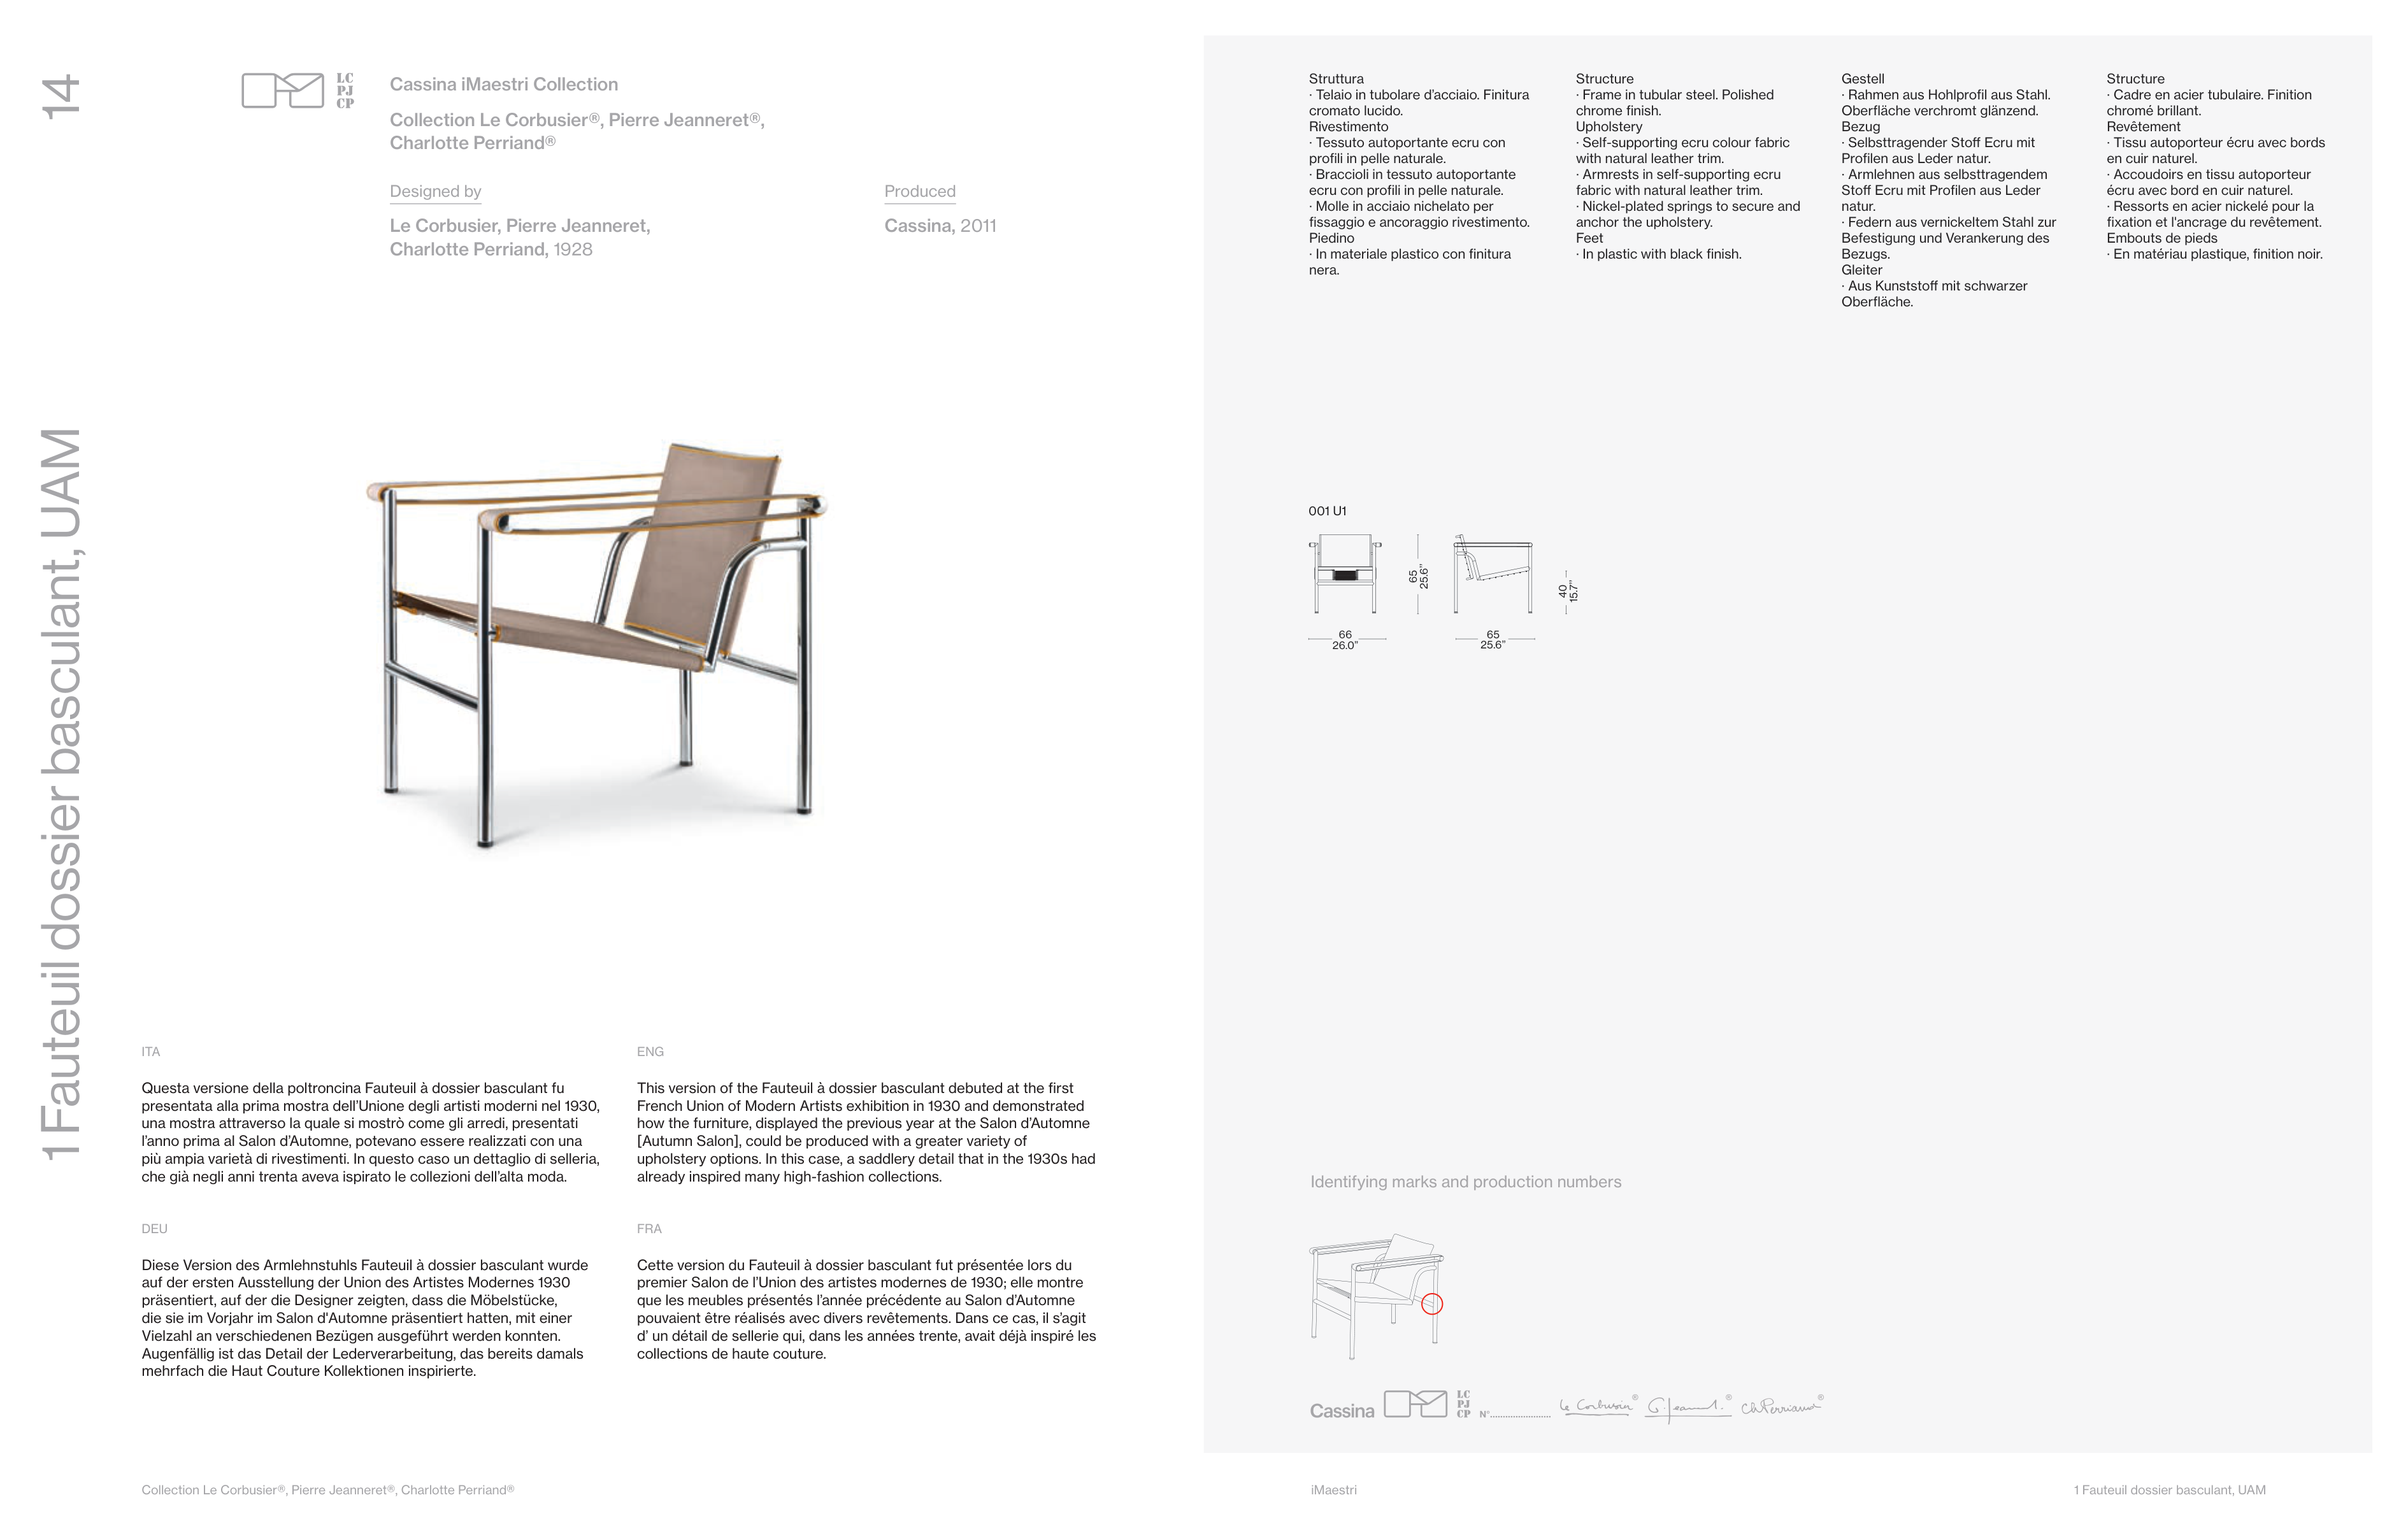 14
1 Fauteuil dossier basculant, UAM
LC
PJ
CP
Cassina iMaestri Collection
Collection Le Corbusier®, Pierre Jeanneret®,
Charlotte Perriand®
Designed by
Le Corbusier, Pierre Jeanneret,
Charlotte Perriand, 1928
Produced
Cassina, 2011
ITA
Questa versione della poltroncina Fauteuil à dossier basculant fu
presentata alla prima mostra dell’Unione degli artisti moderni nel 1930,
una mostra attraverso la quale si mostrò come gli arredi, presentati
l’anno prima al Salon d’Automne, potevano essere realizzati con una
più ampia varietà di rivestimenti. In questo caso un dettaglio di selleria,
che già negli anni trenta aveva ispirato le collezioni dell’alta moda.
ENG
This version of the Fauteuil à dossier basculant debuted at the first
French Union of Modern Artists exhibition in 1930 and demonstrated
how the furniture, displayed the previous year at the Salon d’Automne
[Autumn Salon], could be produced with a greater variety of
upholstery options. In this case, a saddlery detail that in the 1930s had
already inspired many high-fashion collections.
DEU
Diese Version des Armlehnstuhls Fauteuil à dossier basculant wurde
auf der ersten Ausstellung der Union des Artistes Modernes 1930
präsentiert, auf der die Designer zeigten, dass die Möbelstücke,
die sie im Vorjahr im Salon d'Automne präsentiert hatten, mit einer
Vielzahl an verschiedenen Bezügen ausgeführt werden konnten.
Augenfällig ist das Detail der Lederverarbeitung, das bereits damals
mehrfach die Haut Couture Kollektionen inspirierte.
FRA
Cette version du Fauteuil à dossier basculant fut présentée lors du
premier Salon de l’Union des artistes modernes de 1930; elle montre
que les meubles présentés l’année précédente au Salon d’Automne
pouvaient être réalisés avec divers revêtements. Dans ce cas, il s’agit
d’ un détail de sellerie qui, dans les années trente, avait déjà inspiré les
collections de haute couture.
Collection Le Corbusier®, Pierre Jeanneret®, Charlotte Perriand®
Struttura
· Telaio in tubolare d’acciaio. Finitura
cromato lucido.
Rivestimento
· Tessuto autoportante ecru con
profili in pelle naturale.
· Braccioli in tessuto autoportante
ecru con profili in pelle naturale.
· Molle in acciaio nichelato per
fissaggio e ancoraggio rivestimento.
Piedino
· In materiale plastico con finitura
nera.
Structure
· Frame in tubular steel. Polished
chrome finish.
Upholstery
· Self-supporting ecru colour fabric
with natural leather trim.
· Armrests in self-supporting ecru
fabric with natural leather trim.
· Nickel-plated springs to secure and
anchor the upholstery.
Feet
· In plastic with black finish.
Gestell
· Rahmen aus Hohlprofil aus Stahl.
Oberfläche verchromt glänzend.
Bezug
· Selbsttragender Stoff Ecru mit
Profilen aus Leder natur.
· Armlehnen aus selbsttragendem
Stoff Ecru mit Profilen aus Leder
natur.
· Federn aus vernickeltem Stahl zur
Befestigung und Verankerung des
Bezugs.
Gleiter
· Aus Kunststoff mit schwarzer
Oberfläche.
Structure
· Cadre en acier tubulaire. Finition
chromé brillant.
Revêtement
· Tissu autoporteur écru avec bords
en cuir naturel.
· Accoudoirs en tissu autoporteur
écru avec bord en cuir naturel.
· Ressorts en acier nickelé pour la
fixation et l'ancrage du revêtement.
Embouts de pieds
· En matériau plastique, finition noir.
001 U1
65
25.6”
40
15.7”
66
26.0”
65
25.6”
Identifying marks and production numbers
Cassina
LC
PJ
CP
N°
Le Corbusier®
P. Jeanneret.®
Ch Perriand®
iMaestri
1 Fauteuil dossier basculant, UAM